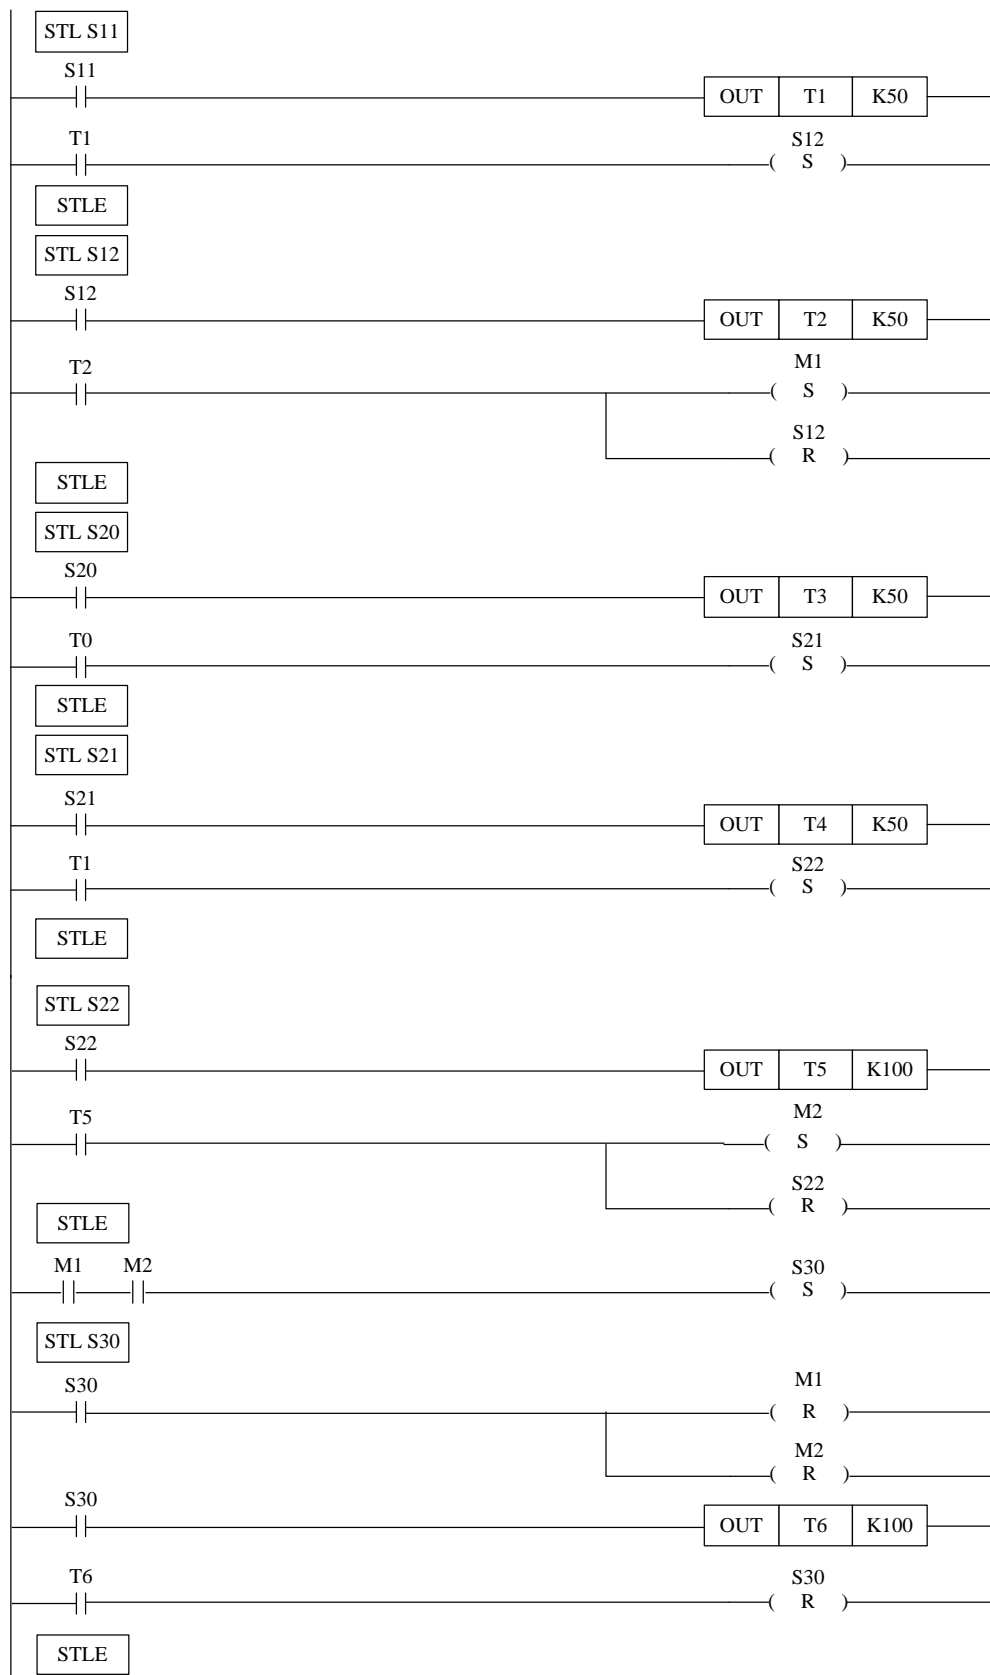 STL S11
S11
OUT T1 K50
T1 S12
( S )
STLE
STL S12
S12
OUT T2 K50
T2 M1
( S )
S12
( R )
STLE
STL S20
S20
OUT T3 K50
T0 S21
( S )
STLE
STL S21
S21
OUT T4 K50
T1 S22
( S )
STLE
STL S22
S22
OUT T5 K100
T5 M2
( S )
S22
( R )
STLE
M1 M2 S30
( S )
STL S30
S30 M1
( R )
M2
( R )
S30
OUT T6 K100
T6 S30
( R )
STLE